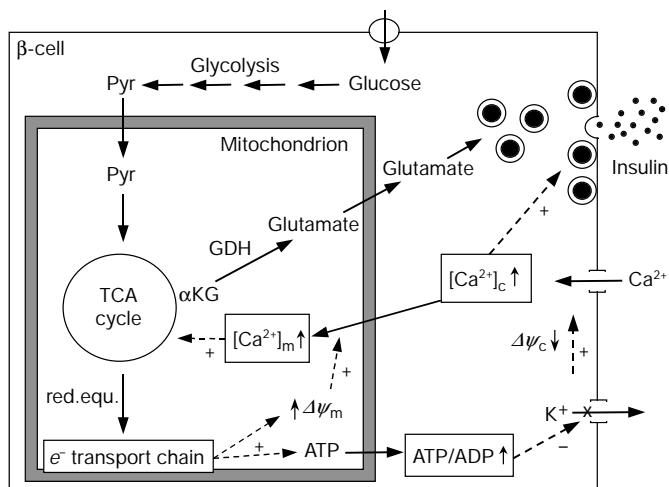 β-cell
Glycolysis
Pyr
Glucose
Mitochondrion
Pyr
Glutamate
Insulin
Glutamate
GDH
+
TCA
cycle
αKG
[Ca²⁺]c ↑
Ca²⁺
[Ca²⁺]m ↑
+
Δψc ↓
+
+
red.equ.
↑ Δψm
K⁺ x
+
e⁻ transport chain
ATP
ATP/ADP ↑
−